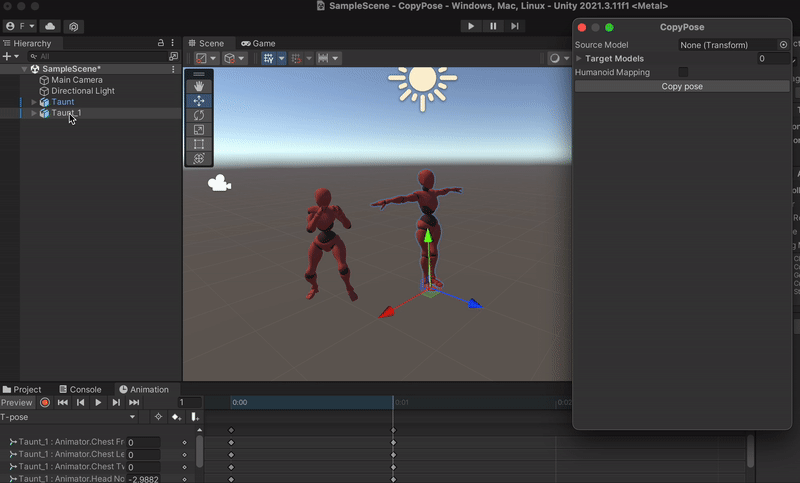 SampleScene - CopyPose - Windows, Mac, Linux - Unity 2021.3.11f1 <Metal>
F
Hierarchy
Scene
Game
All
SampleScene*
Main Camera
Directional Light
Taunt
Taunt_1
CopyPose
Source Model
None (Transform)
Target Models
0
Humanoid Mapping
Copy pose
Project
Console
Animation
Preview
1
0:00
0:01
0:02
T-pose
Taunt_1 : Animator.Chest Fr
0
Taunt_1 : Animator.Chest Le
0
Taunt_1 : Animator.Chest Tv
0
Taunt_1 : Animator.Head No
-2.9882